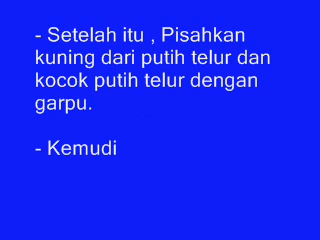 - Setelah itu , Pisahkan
kuning dari putih telur dan
kocok putih telur dengan
garpu.
- Kemudi